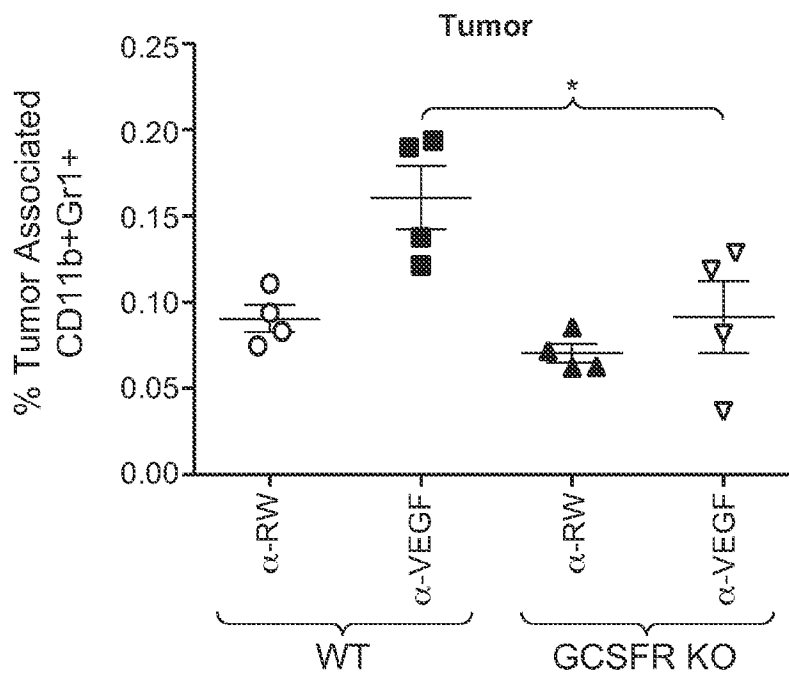 Tumor
% Tumor Associated
CD11b+Gr1+
0.25
0.20
0.15
0.10
0.05
0.00
*
α-RW
α-VEGF
α-RW
α-VEGF
WT
GCSFR KO